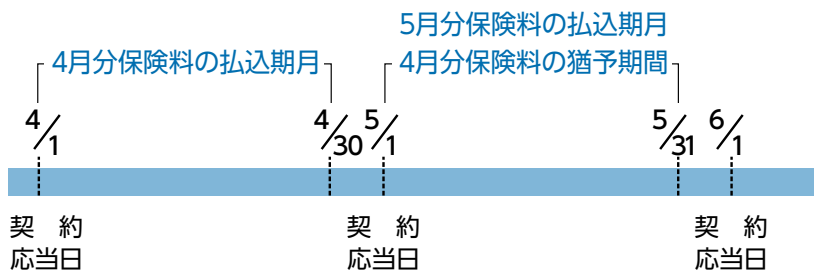 5月分保険料の払込期月
4月分保険料の払込期月
4月分保険料の猶予期間
4/1
4/30
5/1
5/31
6/1
契　約
応当日
契　約
応当日
契　約
応当日